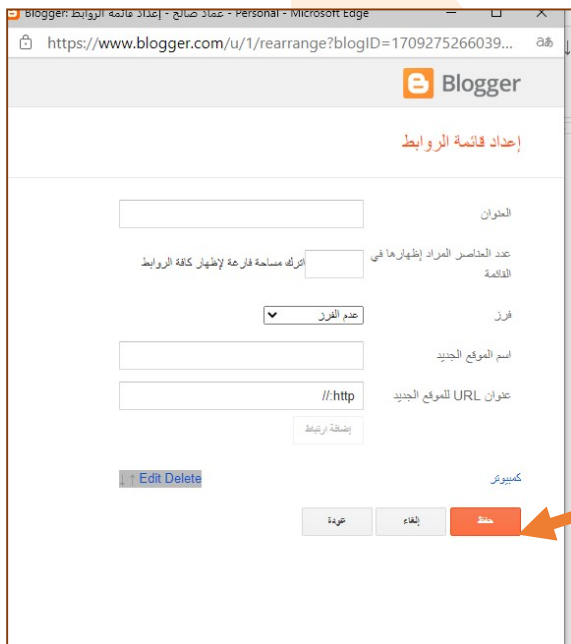 Blogger: عماد صالح - إعداد قائمة الروابط - Personal - Microsoft Edge
https://www.blogger.com/u/1/rearrange?blogID=1709275266039...
Blogger
إعداد قائمة الروابط
العنوان
عدد العناصر المراد إظهارها في القائمة
اترك مساحة فارغة لإظهار كافة الروابط
فرز
عدم الفرز
اسم الموقع الجديد
عنوان URL للموقع الجديد
//:http
إضافة ارتباط
كمبيوتر
↓ ↑ Edit Delete
حفظ
إلغاء
عودة